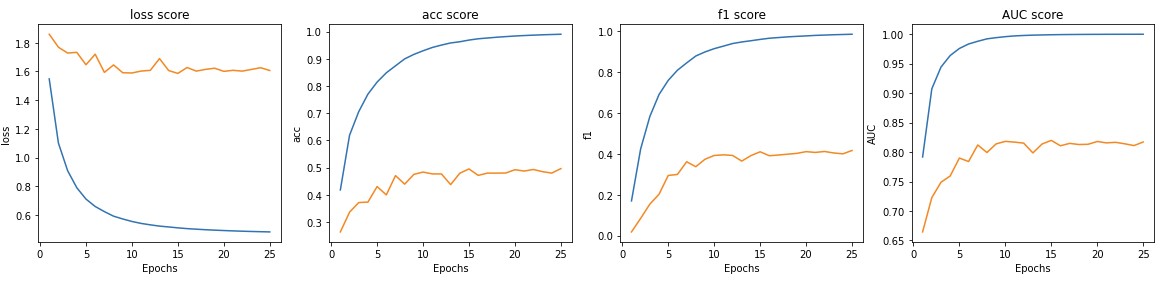 loss score
loss
1.8
1.6
1.4
1.2
1.0
0.8
0.6
0 5 10 15 20 25
Epochs
acc score
acc
1.0
0.9
0.8
0.7
0.6
0.5
0.4
0.3
0 5 10 15 20 25
Epochs
f1 score
f1
1.0
0.8
0.6
0.4
0.2
0.0
0 5 10 15 20 25
Epochs
AUC score
AUC
1.00
0.95
0.90
0.85
0.80
0.75
0.70
0.65
0 5 10 15 20 25
Epochs